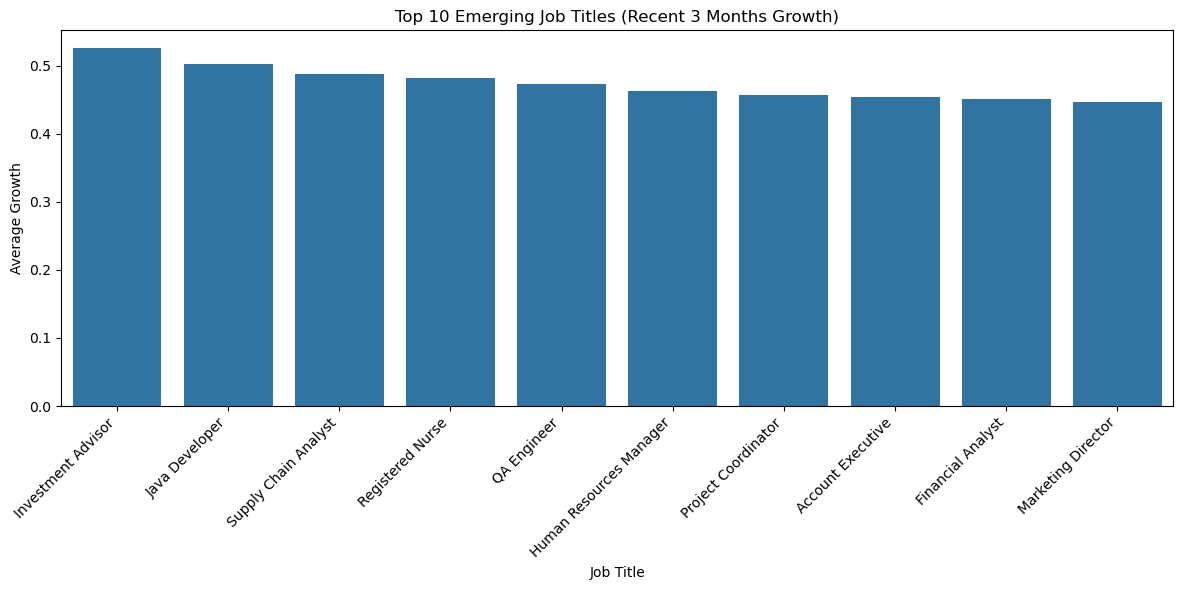 Top 10 Emerging Job Titles (Recent 3 Months Growth)
Average Growth
0.5
0.4
0.3
0.2
0.1
0.0
Investment Advisor
Java Developer
Supply Chain Analyst
Registered Nurse
QA Engineer
Human Resources Manager
Project Coordinator
Account Executive
Financial Analyst
Marketing Director
Job Title